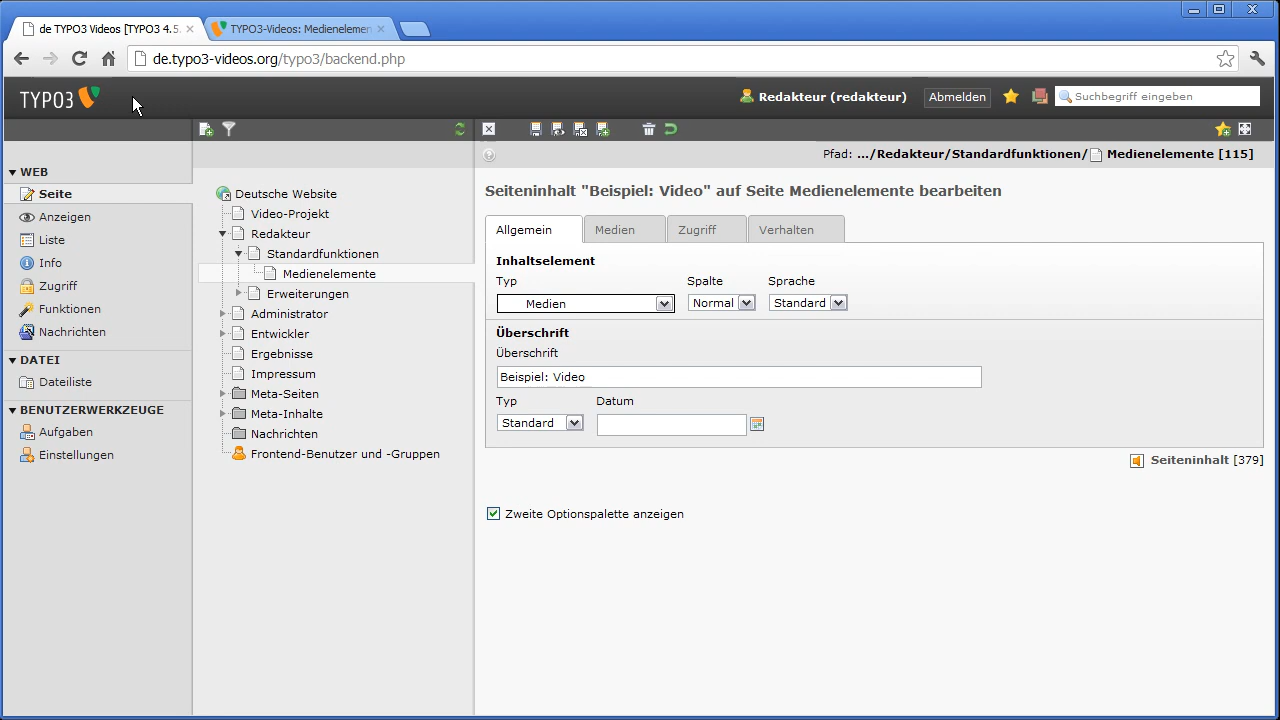 de TYPO3 Videos [TYPO3 4.5.
TYPO3-Videos: Medienelemen
de.typo3-videos.org/typo3/backend.php
TYPO3
Redakteur (redakteur)
Abmelden
Suchbegriff eingeben
Pfad: .../Redakteur/Standardfunktionen/ Medienelemente [115]
WEB
Seite
Anzeigen
Liste
Info
Zugriff
Funktionen
Nachrichten
DATEI
Dateiliste
BENUTZERWERKZEUGE
Aufgaben
Einstellungen
Deutsche Website
Video-Projekt
Redakteur
Standardfunktionen
Medienelemente
Erweiterungen
Administrator
Entwickler
Ergebnisse
Impressum
Meta-Seiten
Meta-Inhalte
Nachrichten
Frontend-Benutzer und -Gruppen
Seiteninhalt "Beispiel: Video" auf Seite Medienelemente bearbeiten
Allgemein Medien Zugriff Verhalten
Inhaltselement
Typ Spalte Sprache
Medien Normal Standard
Überschrift
Überschrift
Beispiel: Video
Typ Datum
Standard
Seiteninhalt [379]
Zweite Optionspalette anzeigen